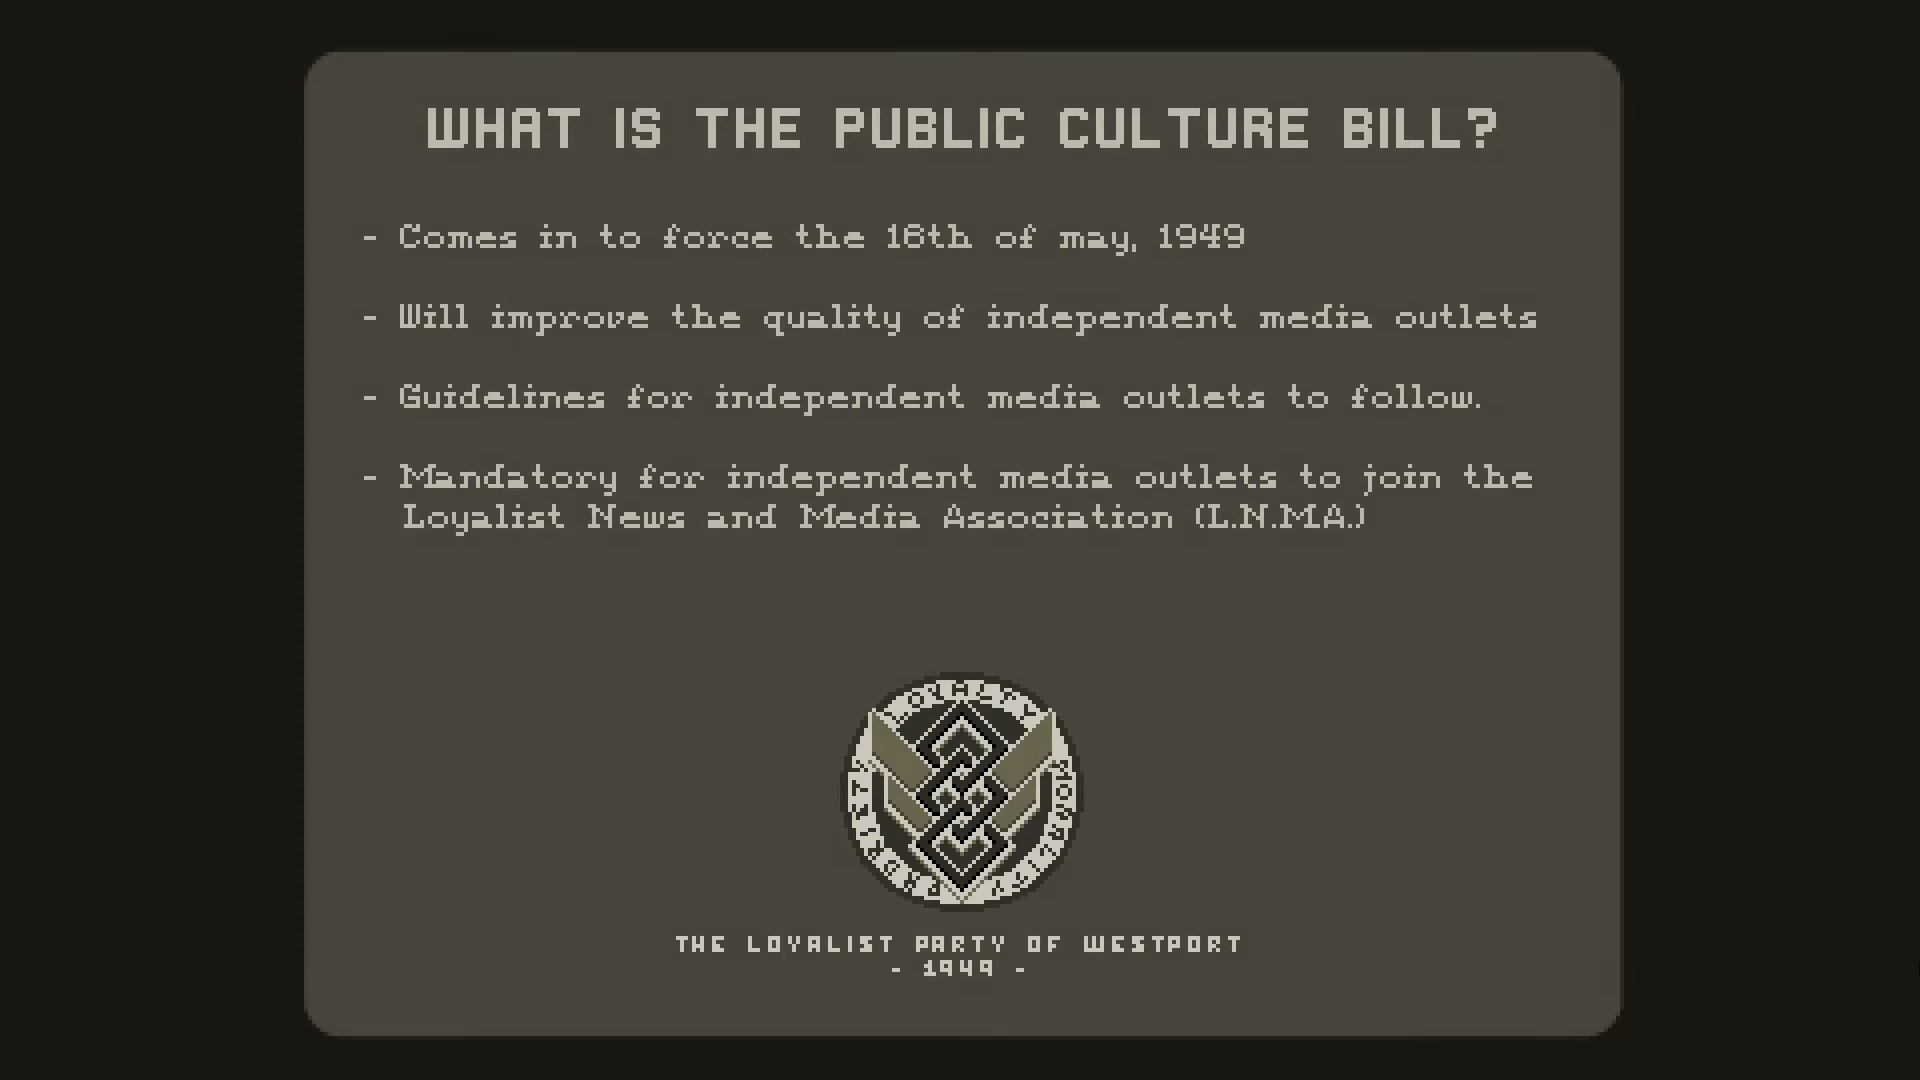 WHAT IS THE PUBLIC CULTURE BILL?
- Comes in to force the 16th of may, 1949
- Will improve the quality of independent media outlets
- Guidelines for independent media outlets to follow.
- Mandatory for independent media outlets to join the
Loyalist News and Media Association (L.N.M.A.)
THE LOYALIST PARTY OF WESTPORT
- 1949 -